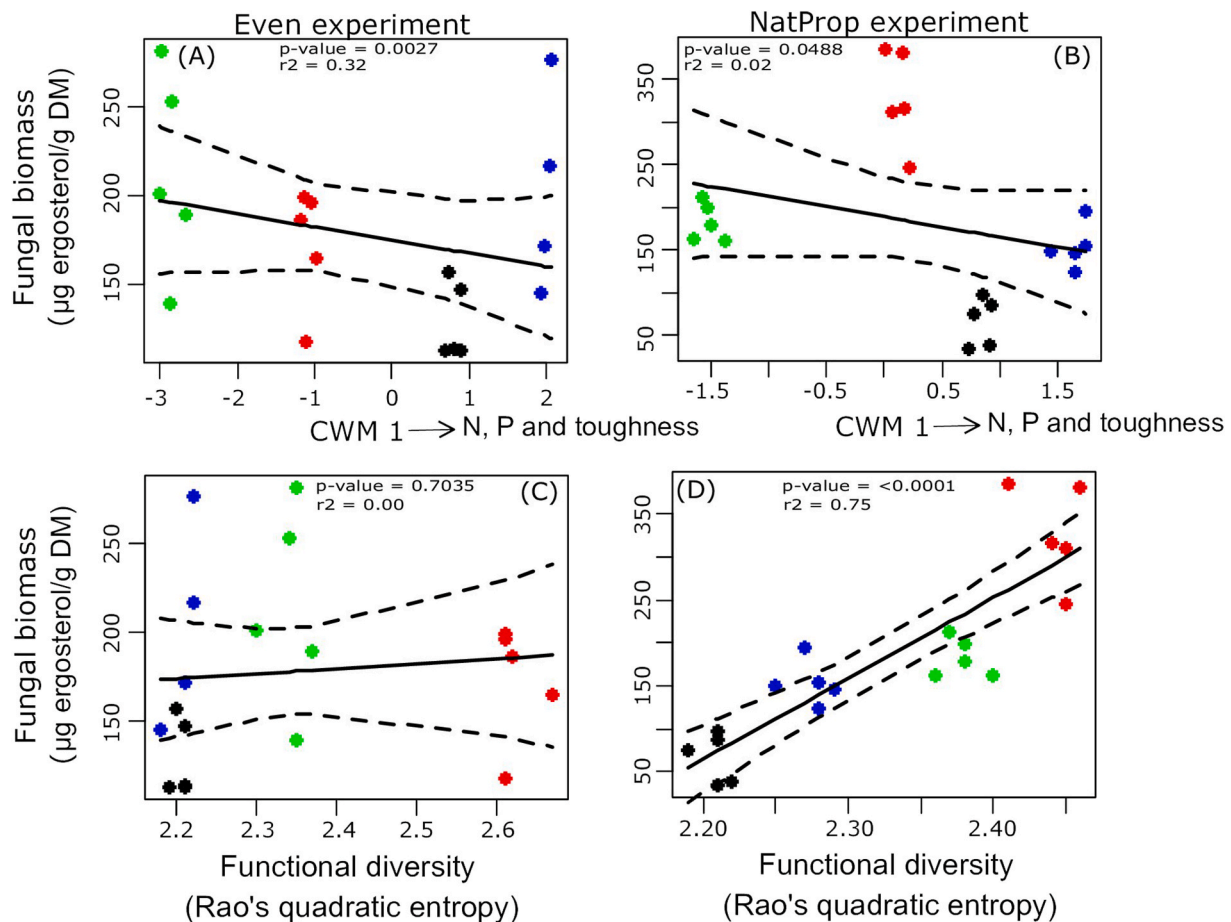 Even experiment
NatProp experiment
p-value = 0.0027
r2 = 0.32
(A)
Fungal biomass
(µg ergosterol/g DM)
250
200
150
-3 -2 -1 0 1 2
CWM 1 → N, P and toughness
p-value = 0.0488
r2 = 0.02
(B)
350
250
150
50
-1.5 -0.5 0.5 1.5
CWM 1 → N, P and toughness
p-value = 0.7035
r2 = 0.00
(C)
Fungal biomass
(µg ergosterol/g DM)
250
200
150
2.2 2.3 2.4 2.5 2.6
Functional diversity
(Rao's quadratic entropy)
(D)
p-value = <0.0001
r2 = 0.75
350
250
150
50
2.20 2.30 2.40
Functional diversity
(Rao's quadratic entropy)